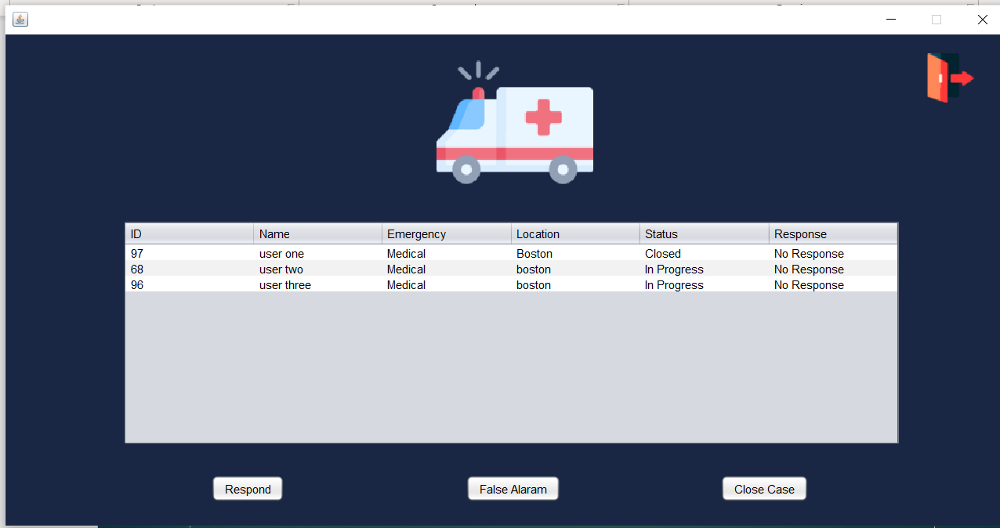 ID Name Emergency Location Status Response
97 user one Medical Boston Closed No Response
68 user two Medical boston In Progress No Response
96 user three Medical boston In Progress No Response
Respond False Alaram Close Case